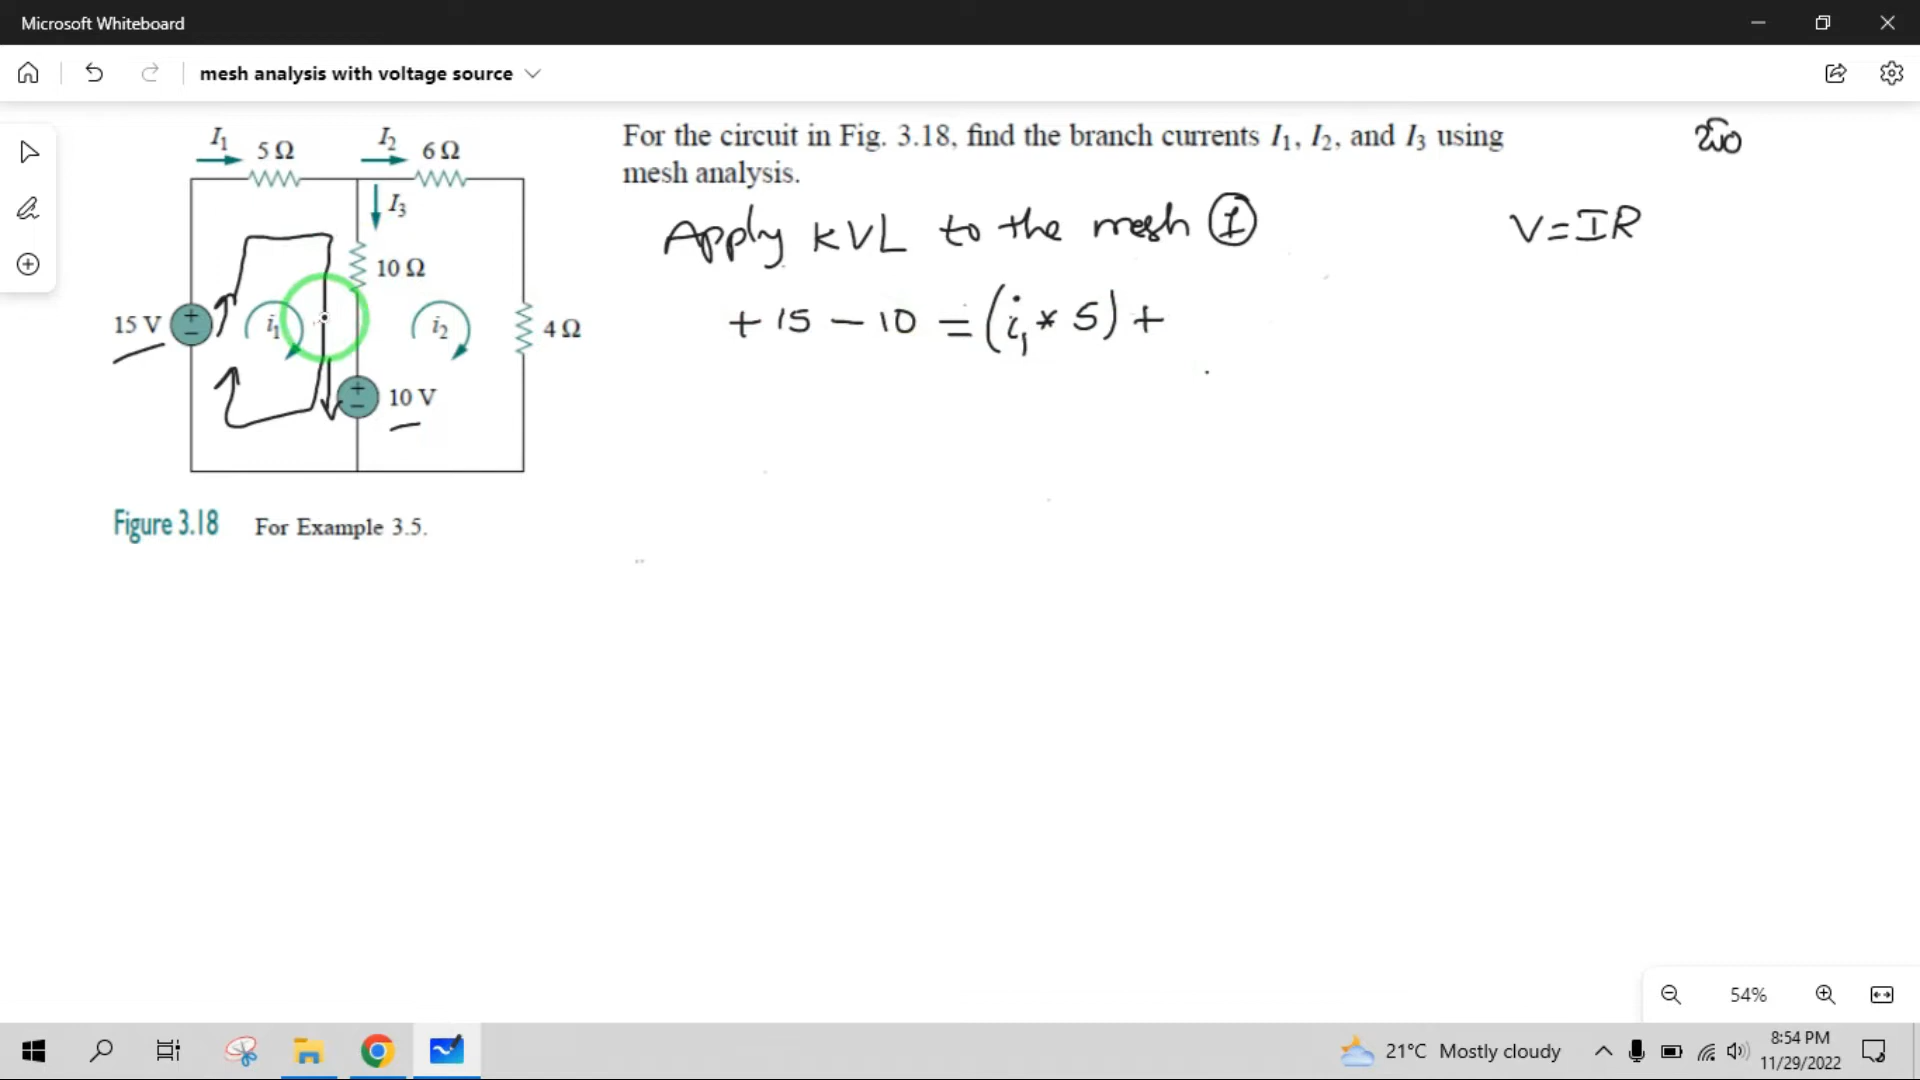 Microsoft Whiteboard
mesh analysis with voltage source
I1 5 Ω I2 6 Ω
I3
10 Ω
15 V + − i1 i2 4 Ω
+ − 10 V
Figure 3.18 For Example 3.5.
For the circuit in Fig. 3.18, find the branch currents I1, I2, and I3 using
mesh analysis.
Apply KVL to the mesh 1
V=IR
+15 − 10 = (i1 * 5) +
54%
21°C Mostly cloudy
8:54 PM
11/29/2022